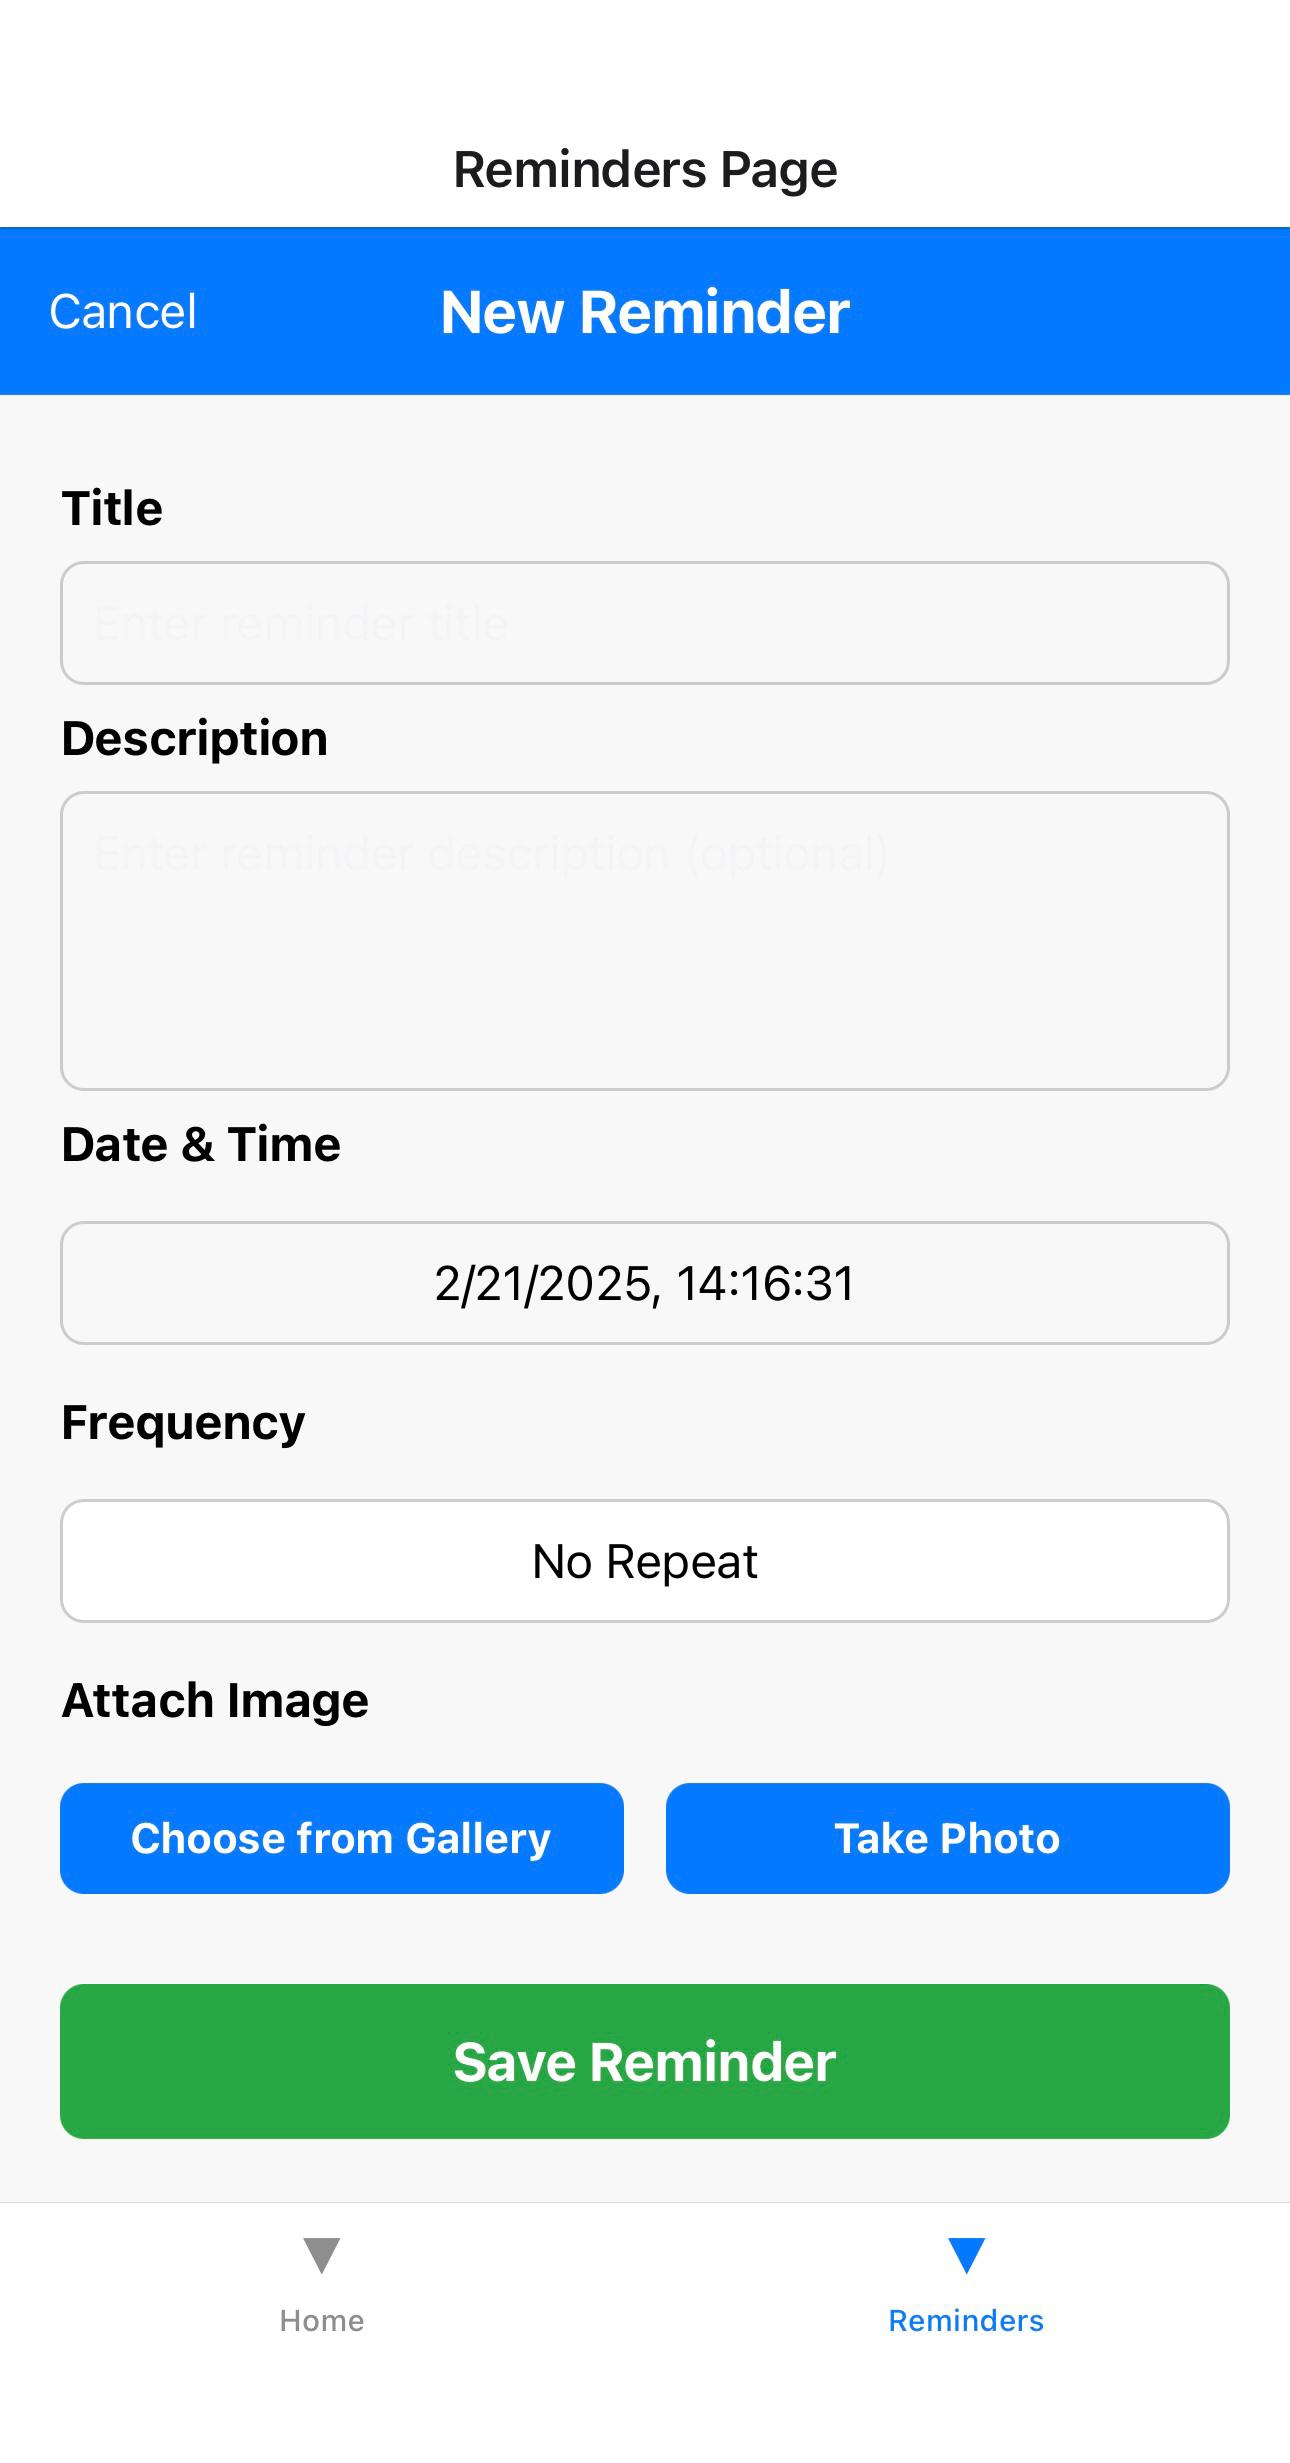 Reminders Page
Cancel New Reminder
Title
Enter reminder title
Description
Enter reminder description (optional)
Date & Time
2/21/2025, 14:16:31
Frequency
No Repeat
Attach Image
Choose from Gallery Take Photo
Save Reminder
Home Reminders